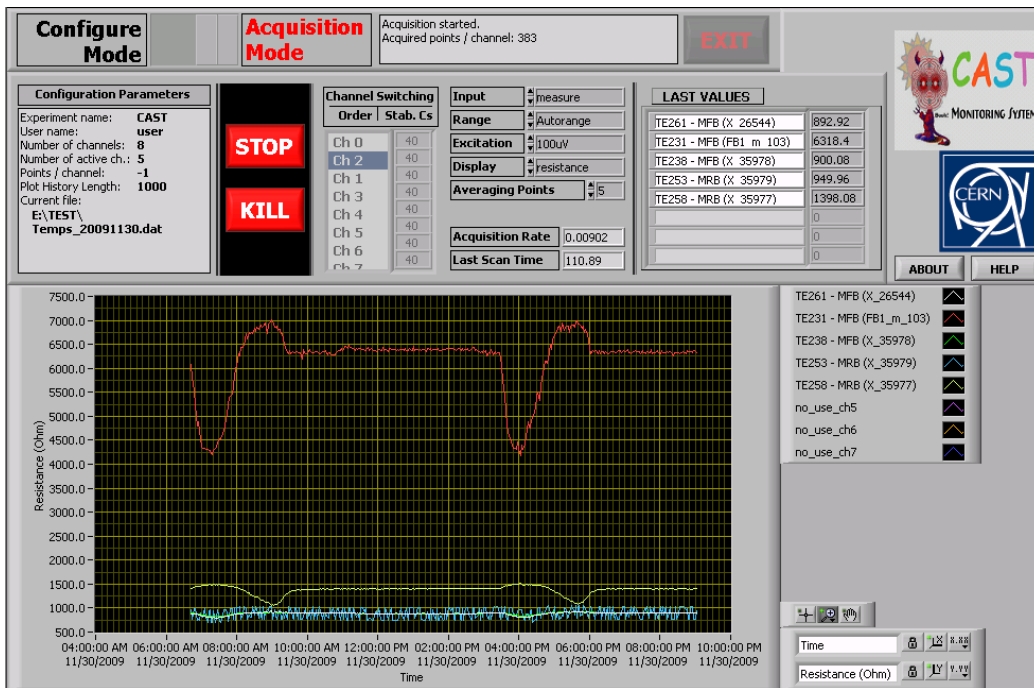 Configure Mode
Acquisition Mode
Acquisition started.
Acquired points / channel: 383
EXIT
CAST
MONITORING SYSTEM
CERN
ABOUT
HELP
Configuration Parameters
Experiment name: CAST
User name: user
Number of channels: 8
Number of active ch.: 5
Points / channel: -1
Plot History Length: 1000
Current file:
E:\TEST\
Temps_20091130.dat
STOP
KILL
Channel Switching
Order | Stab. Cs
Ch 0 40
Ch 2 40
Ch 1 40
Ch 3 40
Ch 4 40
Ch 5 40
Ch 6 40
Ch 7
Input measure
Range Autorange
Excitation 100uV
Display resistance
Averaging Points 5
Acquisition Rate 0.00902
Last Scan Time 110.89
LAST VALUES
TE261 - MFB (X_26544) 892.92
TE231 - MFB (FB1_m_103) 6318.4
TE238 - MFB (X_35978) 900.08
TE253 - MRB (X_35979) 949.96
TE258 - MRB (X_35977) 1398.08
0
0
0
Resistance (Ohm)
7500.0
7000.0
6500.0
6000.0
5500.0
5000.0
4500.0
4000.0
3500.0
3000.0
2500.0
2000.0
1500.0
1000.0
500.0
04:00:00 AM 06:00:00 AM 08:00:00 AM 10:00:00 AM 12:00:00 PM 02:00:00 PM 04:00:00 PM 06:00:00 PM 08:00:00 PM 10:00:00 PM
11/30/2009 11/30/2009 11/30/2009 11/30/2009 11/30/2009 11/30/2009 11/30/2009 11/30/2009 11/30/2009 11/30/2009
Time
TE261 - MFB (X_26544)
TE231 - MFB (FB1_m_103)
TE238 - MFB (X_35978)
TE253 - MRB (X_35979)
TE258 - MRB (X_35977)
no_use_ch5
no_use_ch6
no_use_ch7
Time
Resistance (Ohm)